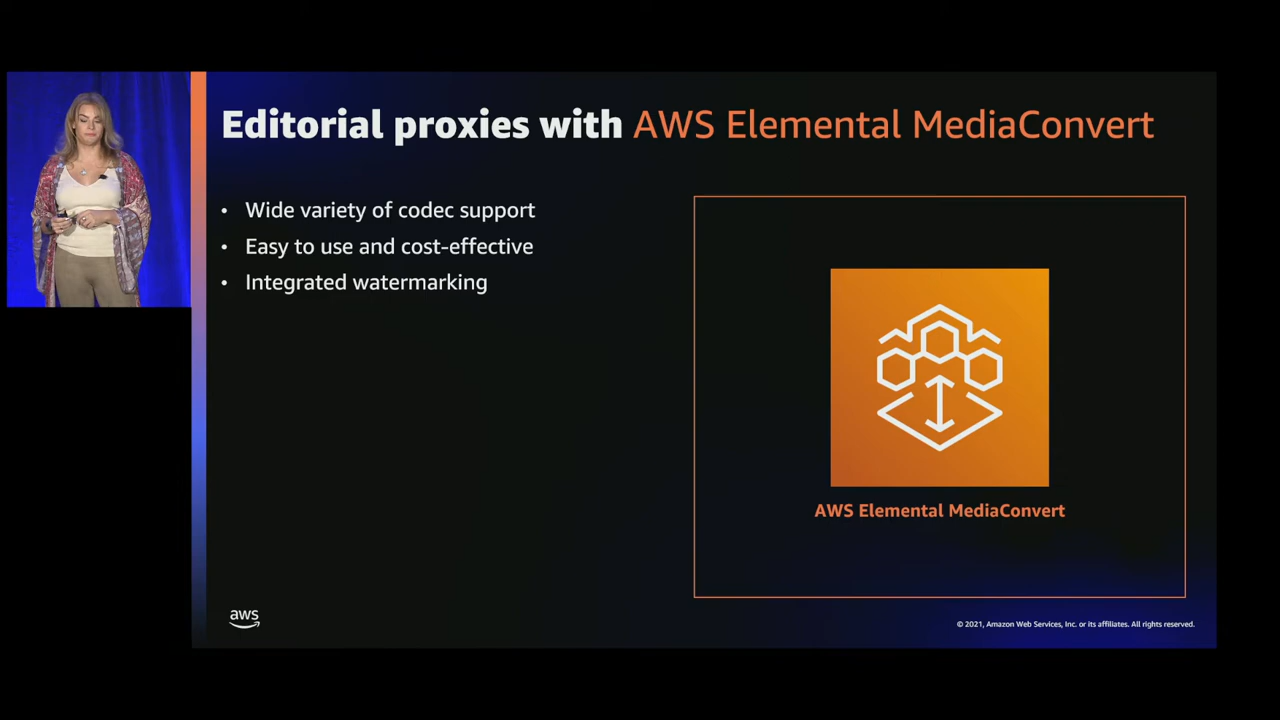 Editorial proxies with AWS Elemental MediaConvert
• Wide variety of codec support
• Easy to use and cost-effective
• Integrated watermarking
AWS Elemental MediaConvert
aws
© 2021, Amazon Web Services, Inc. or its affiliates. All rights reserved.